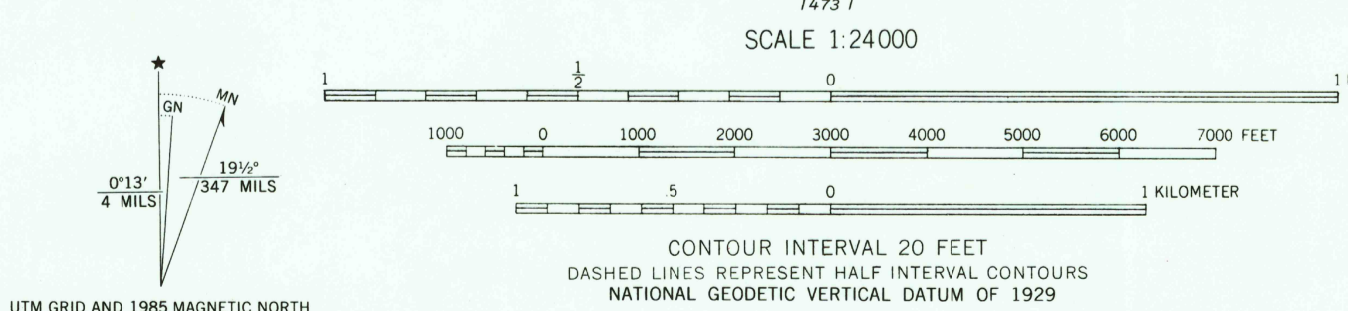 SCALE 1:24000
1 1/2 0 1
1000 0 1000 2000 3000 4000 5000 6000 7000 FEET
1 .5 0 1 KILOMETER
CONTOUR INTERVAL 20 FEET
DASHED LINES REPRESENT HALF INTERVAL CONTOURS
NATIONAL GEODETIC VERTICAL DATUM OF 1929
★
GN
MN
0°13'
4 MILS
19½°
347 MILS
UTM GRID AND 1985 MAGNETIC NORTH